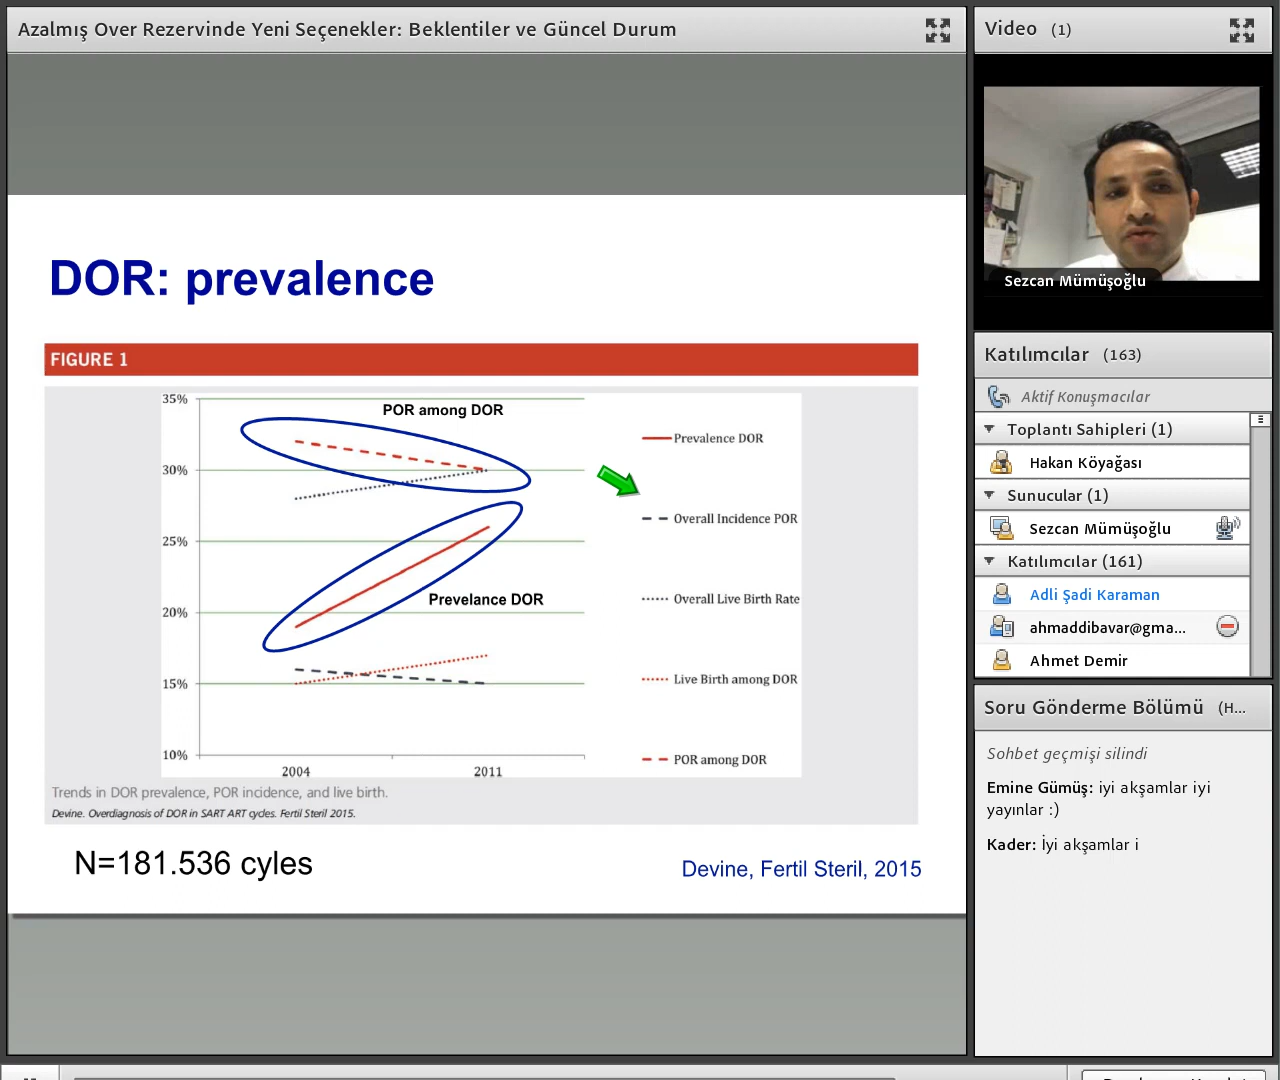 Azalmış Over Rezervinde Yeni Seçenekler: Beklentiler ve Güncel Durum
DOR: prevalence
FIGURE 1
35%
30%
25%
20%
15%
10%
2004
2011
POR among DOR
Prevelance DOR
Prevalence DOR
Overall Incidence POR
Overall Live Birth Rate
Live Birth among DOR
POR among DOR
Trends in DOR prevalence, POR incidence, and live birth.
Devine. Overdiagnosis of DOR in SART ART cycles. Fertil Steril 2015.
N=181.536 cyles
Devine, Fertil Steril, 2015
Video (1)
Sezcan Mümüşoğlu
Katılımcılar (163)
Aktif Konuşmacılar
Toplantı Sahipleri (1)
Hakan Köyağası
Sunucular (1)
Sezcan Mümüşoğlu
Katılımcılar (161)
Adli Şadi Karaman
ahmaddibavar@gma...
Ahmet Demir
Soru Gönderme Bölümü (H...
Sohbet geçmişi silindi
Emine Gümüş: iyi akşamlar iyi
yayınlar :)
Kader: İyi akşamlar i